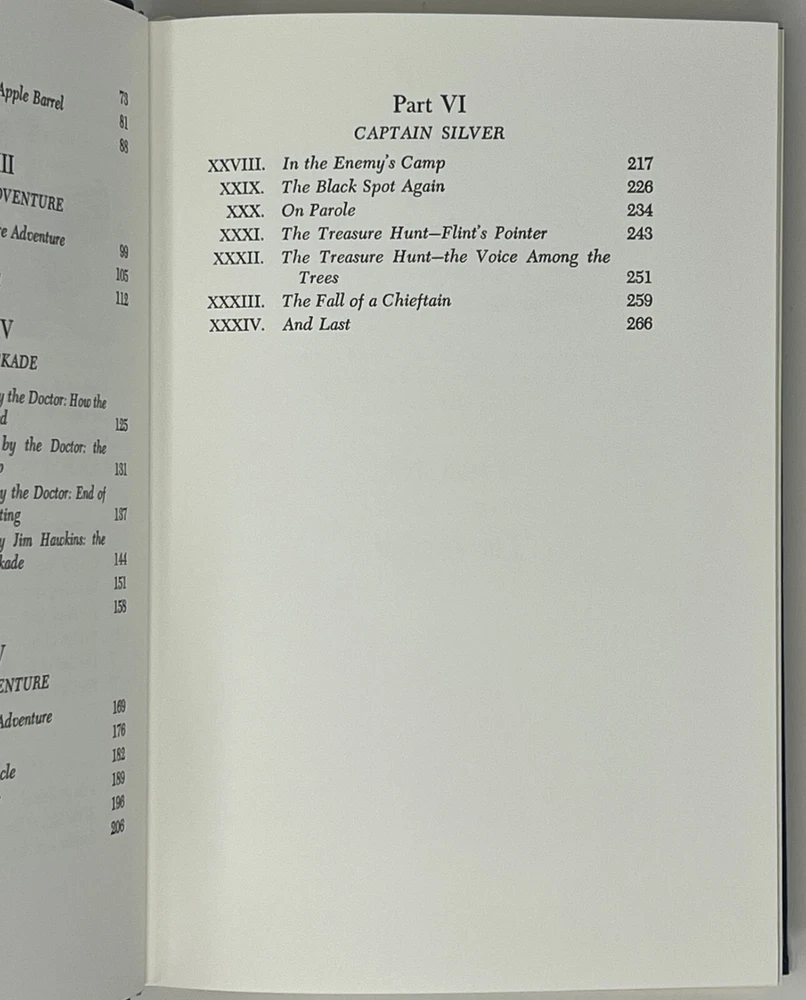 Apple Barrel 73
81
88
II
VENTURE
e Adventure
99
105
112
V
KADE
y the Doctor: How the
d 125
by the Doctor: the
131
y the Doctor: End of
ting 137
y Jim Hawkins: the
kade 144
151
158
ENTURE
Adventure 169
176
182
cle 189
196
206
Part VI
CAPTAIN SILVER
XXVIII. In the Enemy's Camp 217
XXIX. The Black Spot Again 226
XXX. On Parole 234
XXXI. The Treasure Hunt—Flint's Pointer 243
XXXII. The Treasure Hunt—the Voice Among the
Trees 251
XXXIII. The Fall of a Chieftain 259
XXXIV. And Last 266